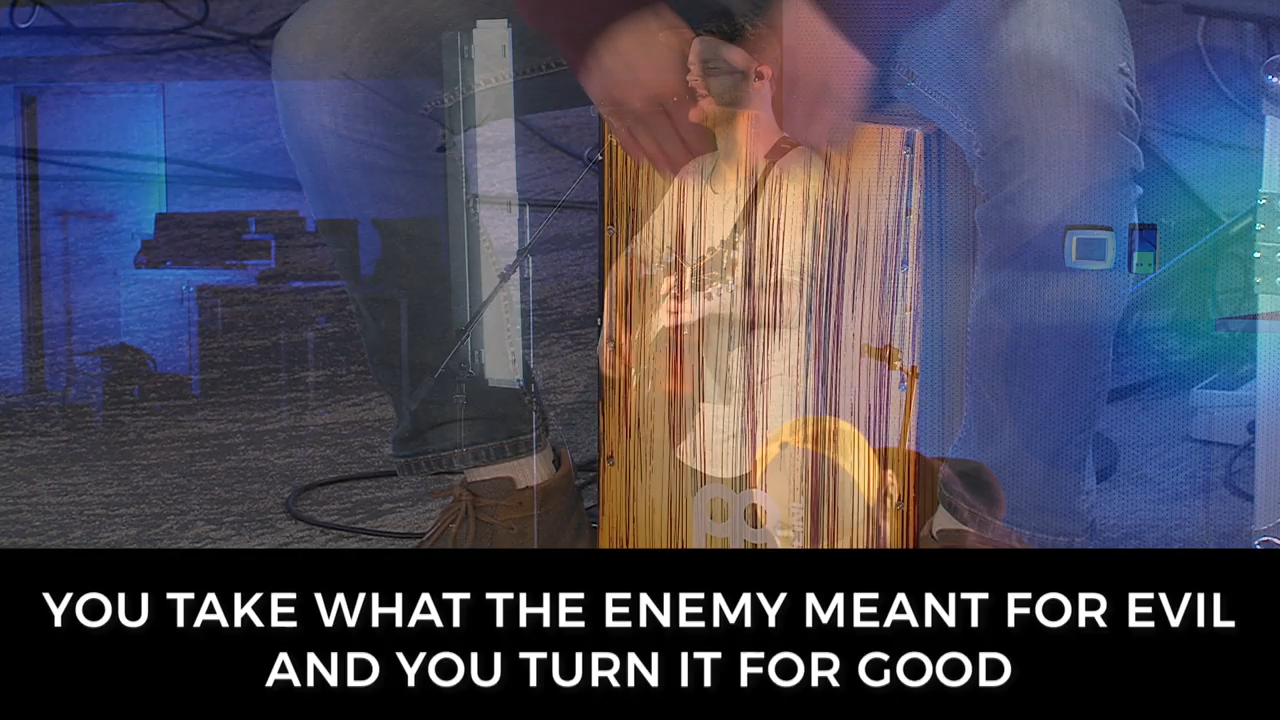 YOU TAKE WHAT THE ENEMY MEANT FOR EVIL
AND YOU TURN IT FOR GOOD